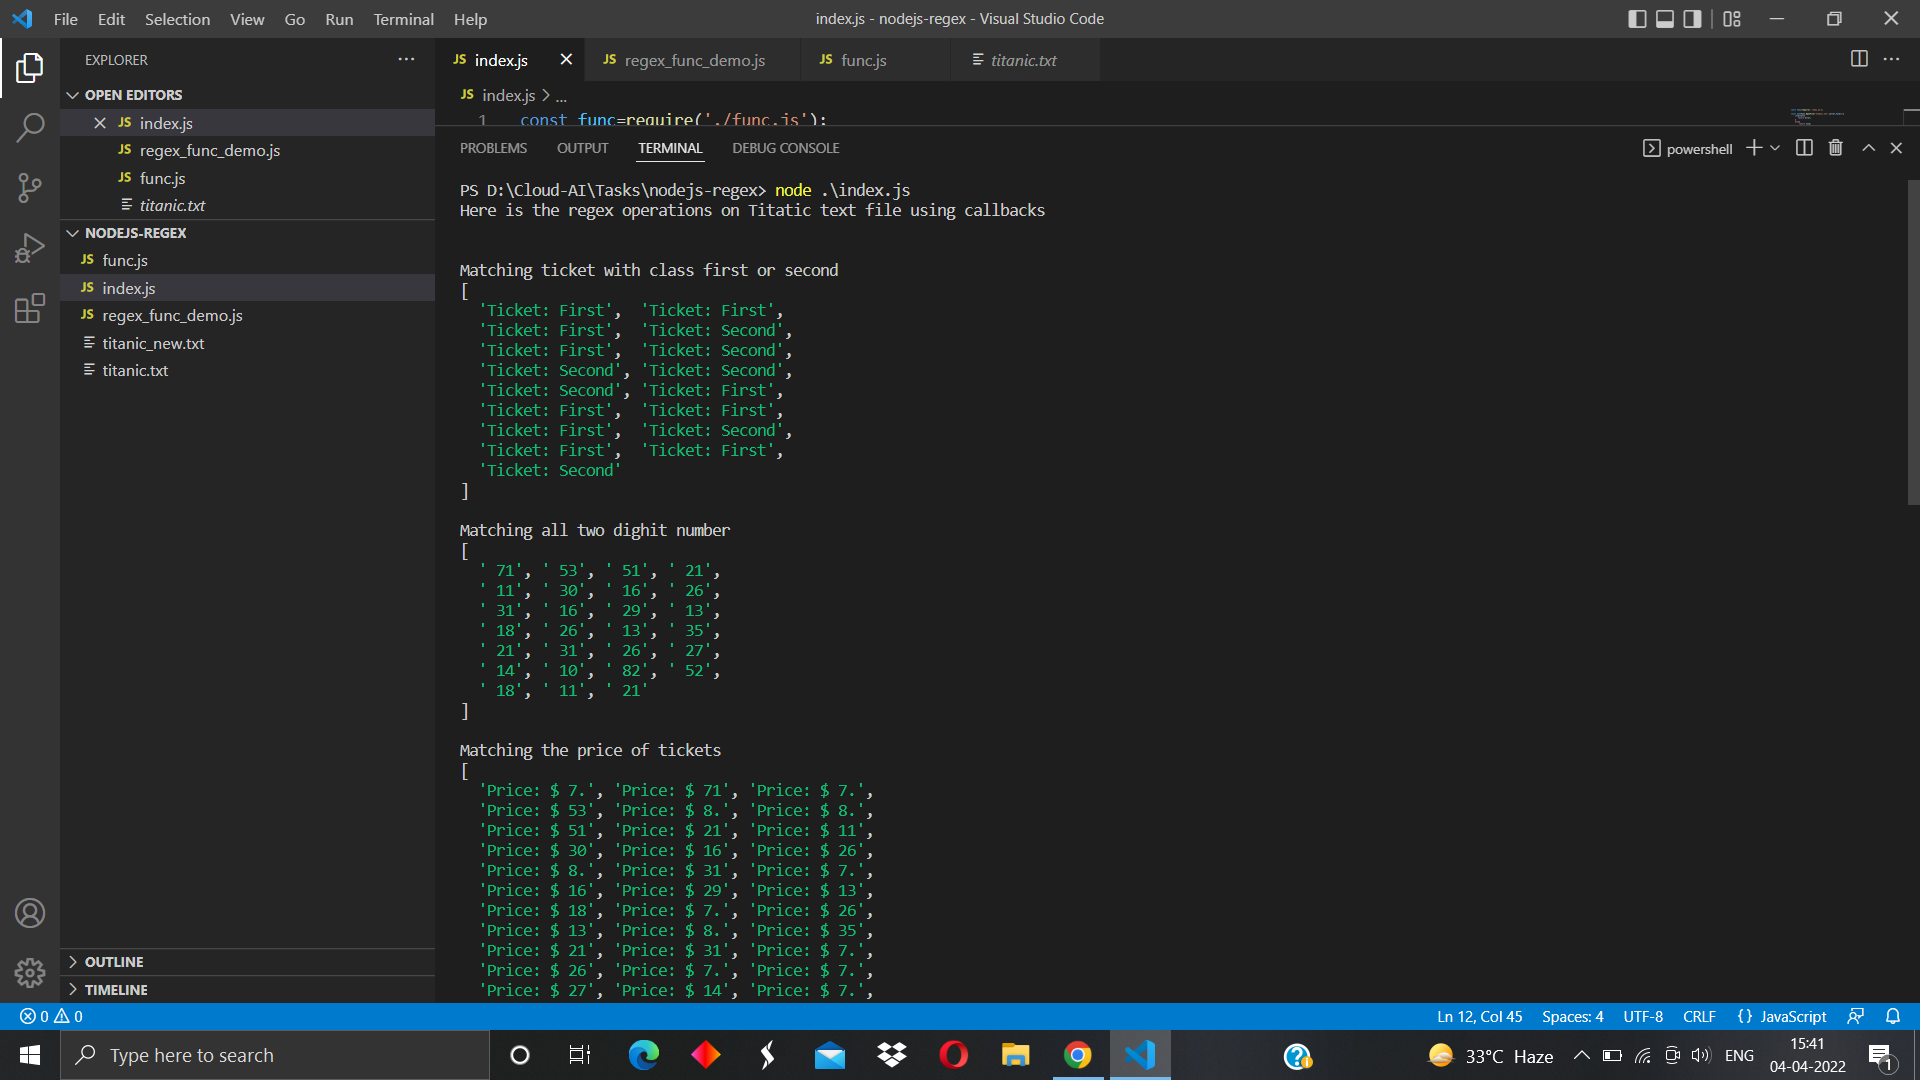 File Edit Selection View Go Run Terminal Help
index.js - nodejs-regex - Visual Studio Code
EXPLORER
OPEN EDITORS
JS index.js
JS regex_func_demo.js
JS func.js
titanic.txt
NODEJS-REGEX
JS func.js
JS index.js
JS regex_func_demo.js
titanic_new.txt
titanic.txt
OUTLINE
TIMELINE
JS index.js
JS regex_func_demo.js
JS func.js
titanic.txt
JS index.js > ...
1 const func=require('./func.js');
PROBLEMS OUTPUT TERMINAL DEBUG CONSOLE
powershell
PS D:\Cloud-AI\Tasks\nodejs-regex> node .\index.js
Here is the regex operations on Titatic text file using callbacks
Matching ticket with class first or second
[
'Ticket: First', 'Ticket: First',
'Ticket: First', 'Ticket: Second',
'Ticket: First', 'Ticket: Second',
'Ticket: Second', 'Ticket: Second',
'Ticket: Second', 'Ticket: First',
'Ticket: First', 'Ticket: First',
'Ticket: First', 'Ticket: Second',
'Ticket: First', 'Ticket: First',
'Ticket: Second'
]
Matching all two dighit number
[
' 71', ' 53', ' 51', ' 21',
' 11', ' 30', ' 16', ' 26',
' 31', ' 16', ' 29', ' 13',
' 18', ' 26', ' 13', ' 35',
' 21', ' 31', ' 26', ' 27',
' 14', ' 10', ' 82', ' 52',
' 18', ' 11', ' 21'
]
Matching the price of tickets
[
'Price: $ 7.', 'Price: $ 71', 'Price: $ 7.',
'Price: $ 53', 'Price: $ 8.', 'Price: $ 8.',
'Price: $ 51', 'Price: $ 21', 'Price: $ 11',
'Price: $ 30', 'Price: $ 16', 'Price: $ 26',
'Price: $ 8.', 'Price: $ 31', 'Price: $ 7.',
'Price: $ 16', 'Price: $ 29', 'Price: $ 13',
'Price: $ 18', 'Price: $ 7.', 'Price: $ 26',
'Price: $ 13', 'Price: $ 8.', 'Price: $ 35',
'Price: $ 21', 'Price: $ 31', 'Price: $ 7.',
'Price: $ 26', 'Price: $ 7.', 'Price: $ 7.',
'Price: $ 27', 'Price: $ 14', 'Price: $ 7.',
0 0
Ln 12, Col 45 Spaces: 4 UTF-8 CRLF {} JavaScript
Type here to search
33°C Haze
ENG
15:41
04-04-2022
1